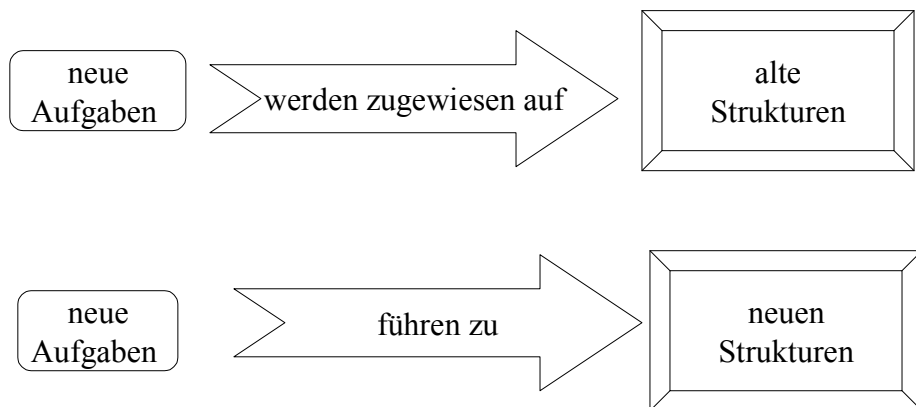 neue
Aufgaben
werden zugewiesen auf
alte
Strukturen
neue
Aufgaben
führen zu
neuen
Strukturen